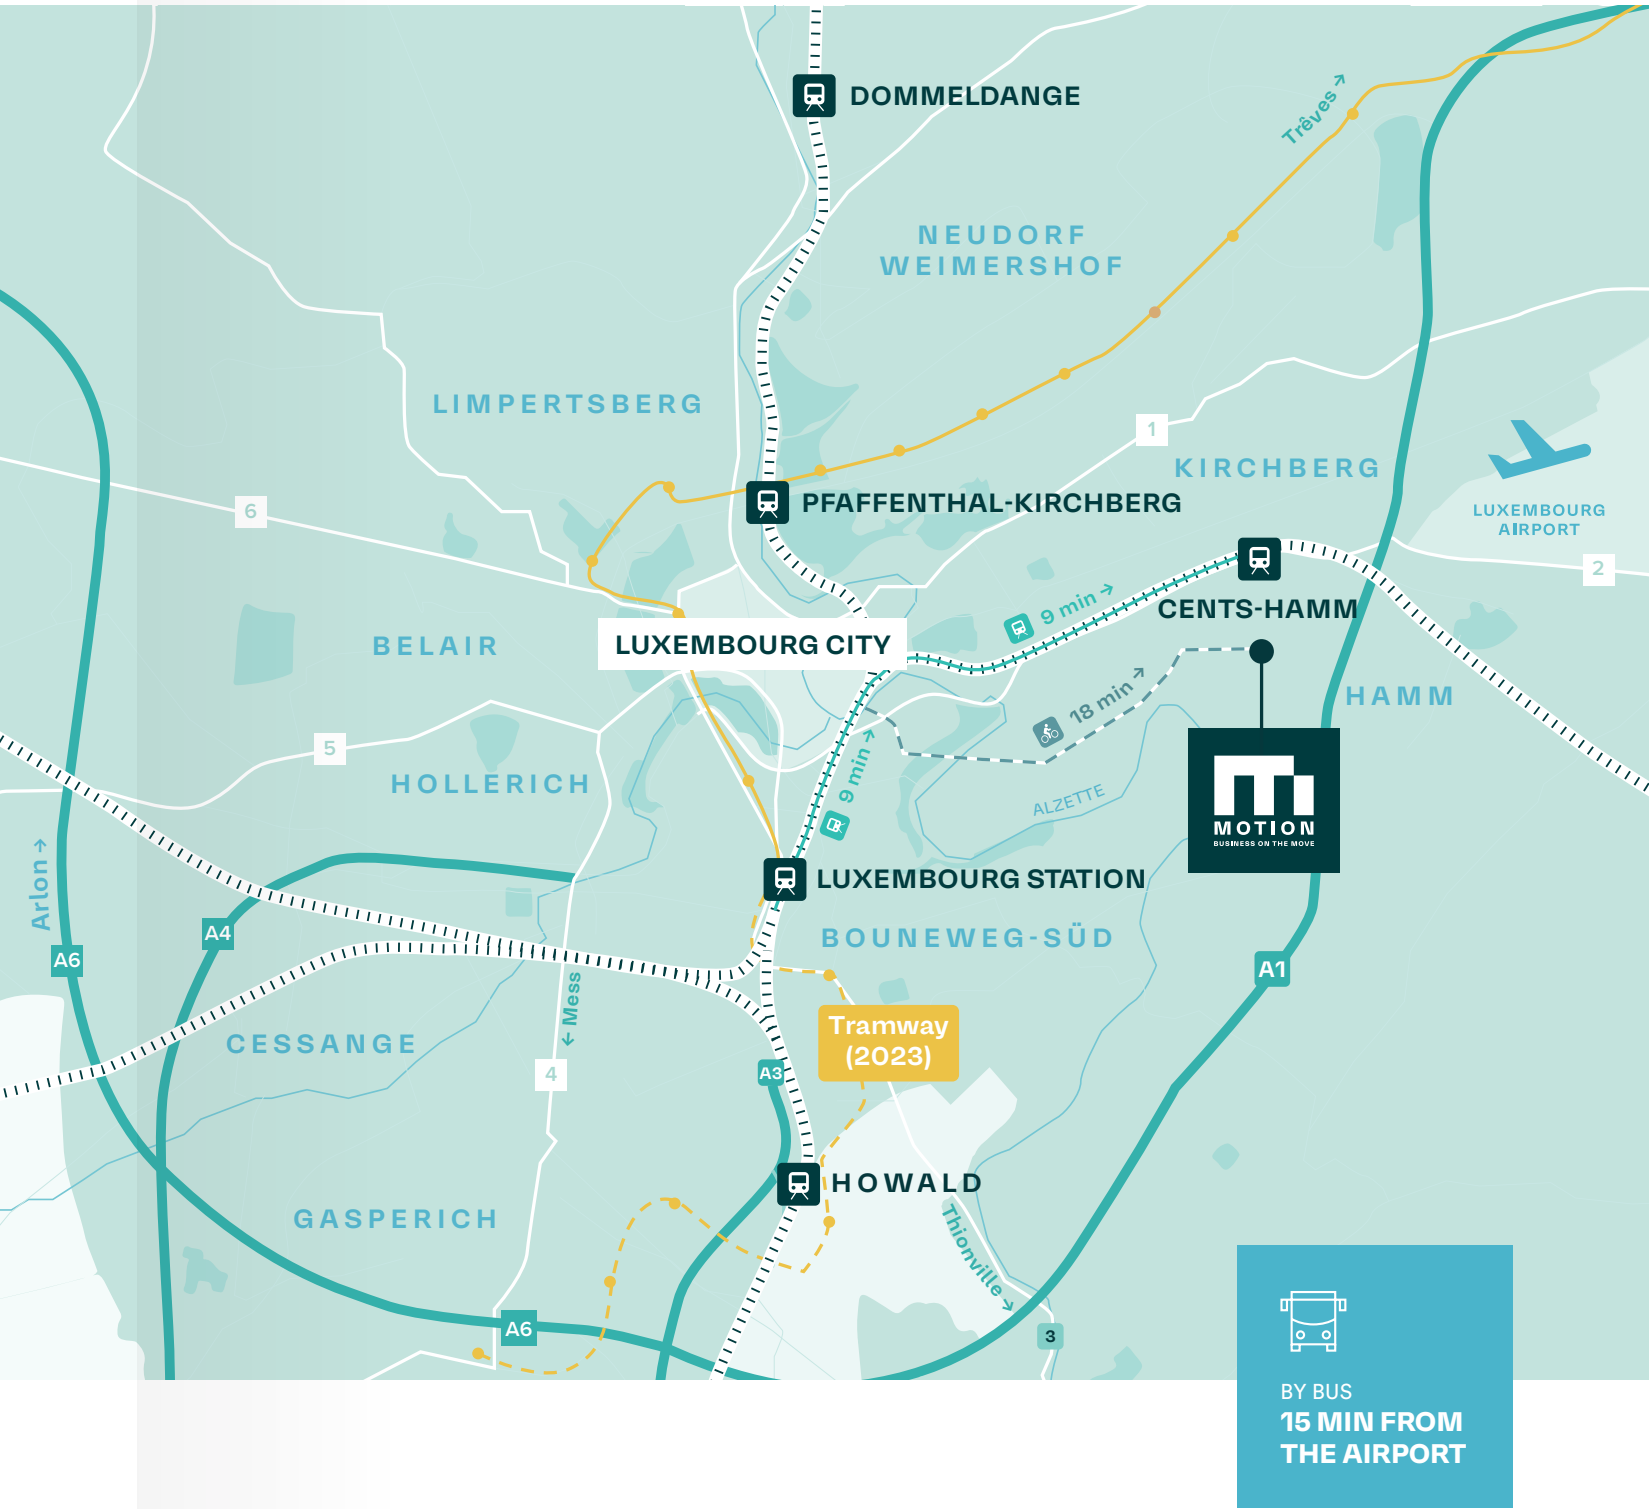 DOMMELDANGE
Trêves →
NEUDORF
WEIMERSHOF
LIMPERTSBERG
1
KIRCHBERG
PFAFFENTHAL-KIRCHBERG
6
LUXEMBOURG
AIRPORT
2
9 min →
CENTS-HAMM
BELAIR
LUXEMBOURG CITY
18 min →
HAMM
5
9 min →
HOLLERICH
ALZETTE
MOTION
BUSINESS ON THE MOVE
Arlon →
LUXEMBOURG STATION
A4
BOUNEWEG-SÜD
A6
A1
← Mess
Tramway
(2023)
CESSANGE
4
A3
HOWALD
GASPERICH
Thionville →
A6
3
BY BUS
15 MIN FROM
THE AIRPORT